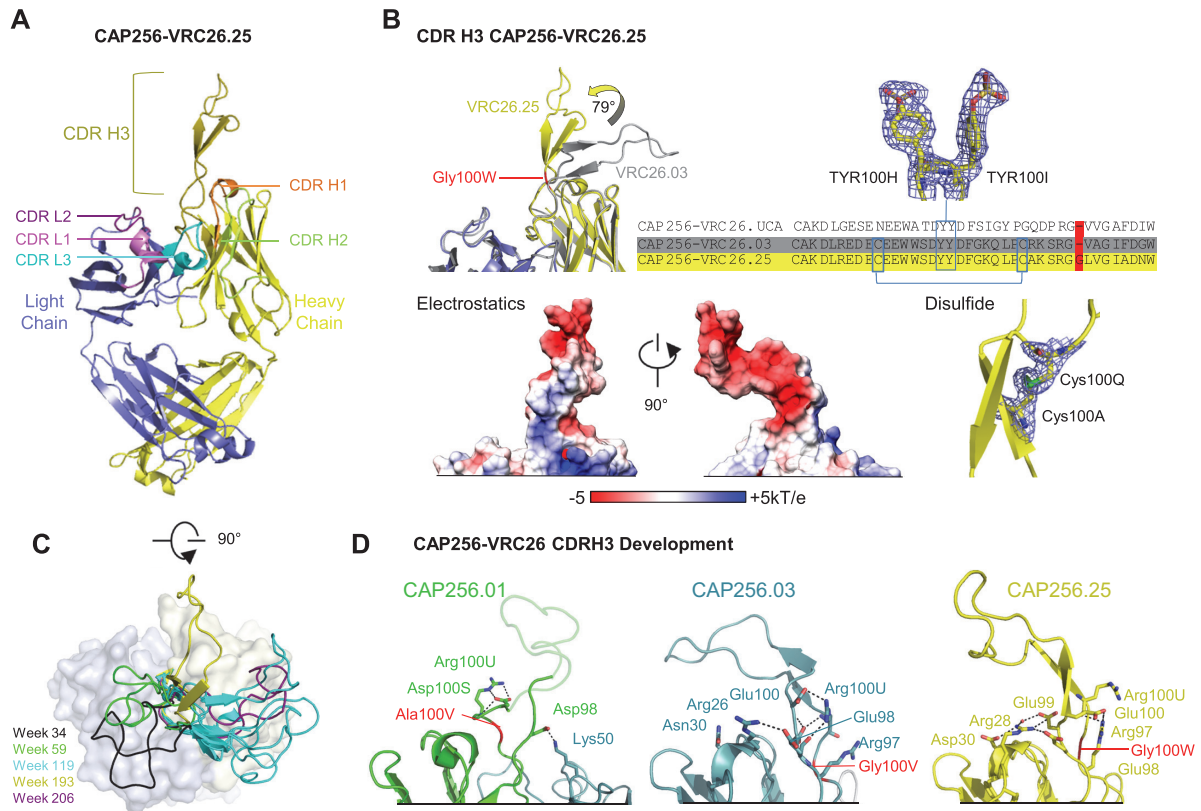 A
CAP256-VRC26.25
CDR H3
CDR H1
CDR L2
CDR L1
CDR H2
CDR L3
Light
Chain
Heavy
Chain
B
CDR H3 CAP256-VRC26.25
VRC26.25
79°
VRC26.03
Gly100W
TYR100H
TYR100I
CAP256-VRC26.UCA CAKDLGESENEEWATDYYDFSIGYPGQDPRG-VVGAFDIW
CAP256-VRC26.03 CAKDLREDECEEWWSDYYDFGKQLPCRKSRG-VAGIFDGW
CAP256-VRC26.25 CAKDLREDECEEWWSDYYDFGKQLPCAKSRGGLVGIADNW
Electrostatics
Disulfide
90°
Cys100Q
Cys100A
-5
+5kT/e
C
90°
Week 34
Week 59
Week 119
Week 193
Week 206
D
CAP256-VRC26 CDRH3 Development
CAP256.01
Arg100U
Asp100S
Ala100V
Asp98
Lys50
CAP256.03
Glu100
Arg100U
Arg26
Asn30
Glu98
Arg97
Gly100V
CAP256.25
Arg100U
Glu99
Glu100
Arg28
Arg97
Asp30
Gly100W
Glu98